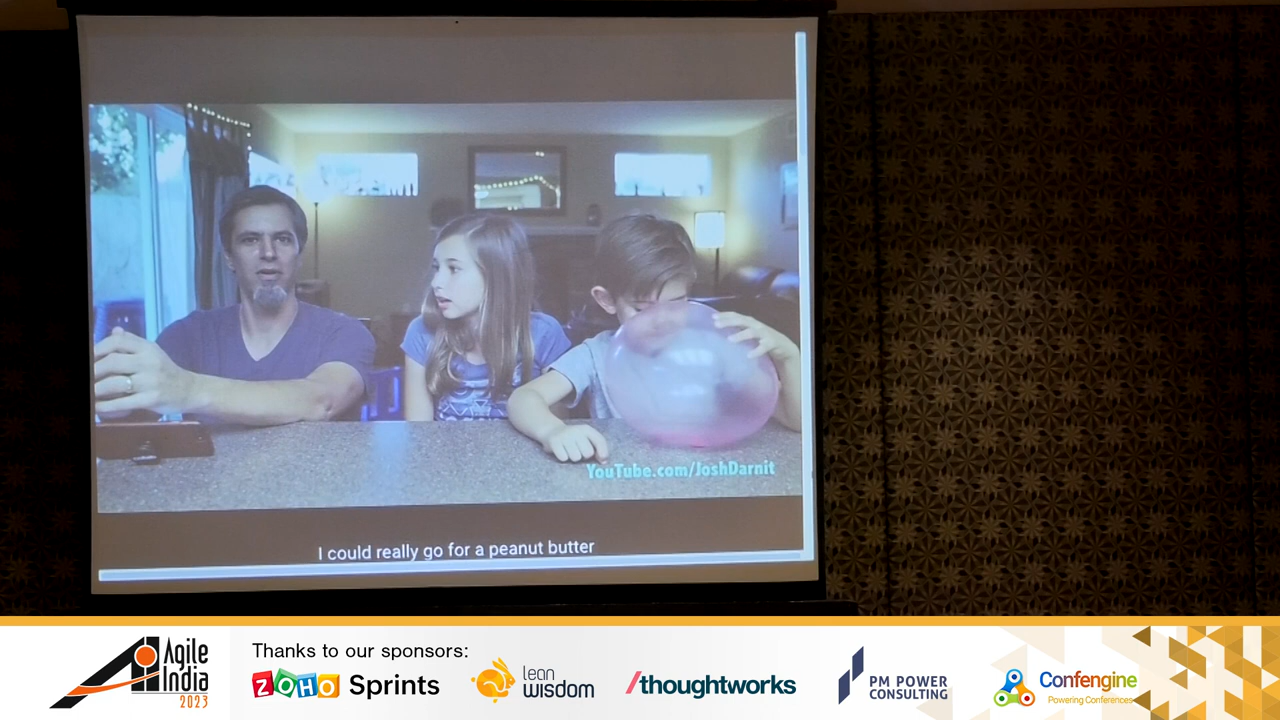 YouTube.com/JoshDarnit
I could really go for a peanut butter
Agile
India
2023
Thanks to our sponsors:
ZOHO Sprints
lean
wisdom
/thoughtworks
PM POWER
CONSULTING
Confengine
Powering Conferences